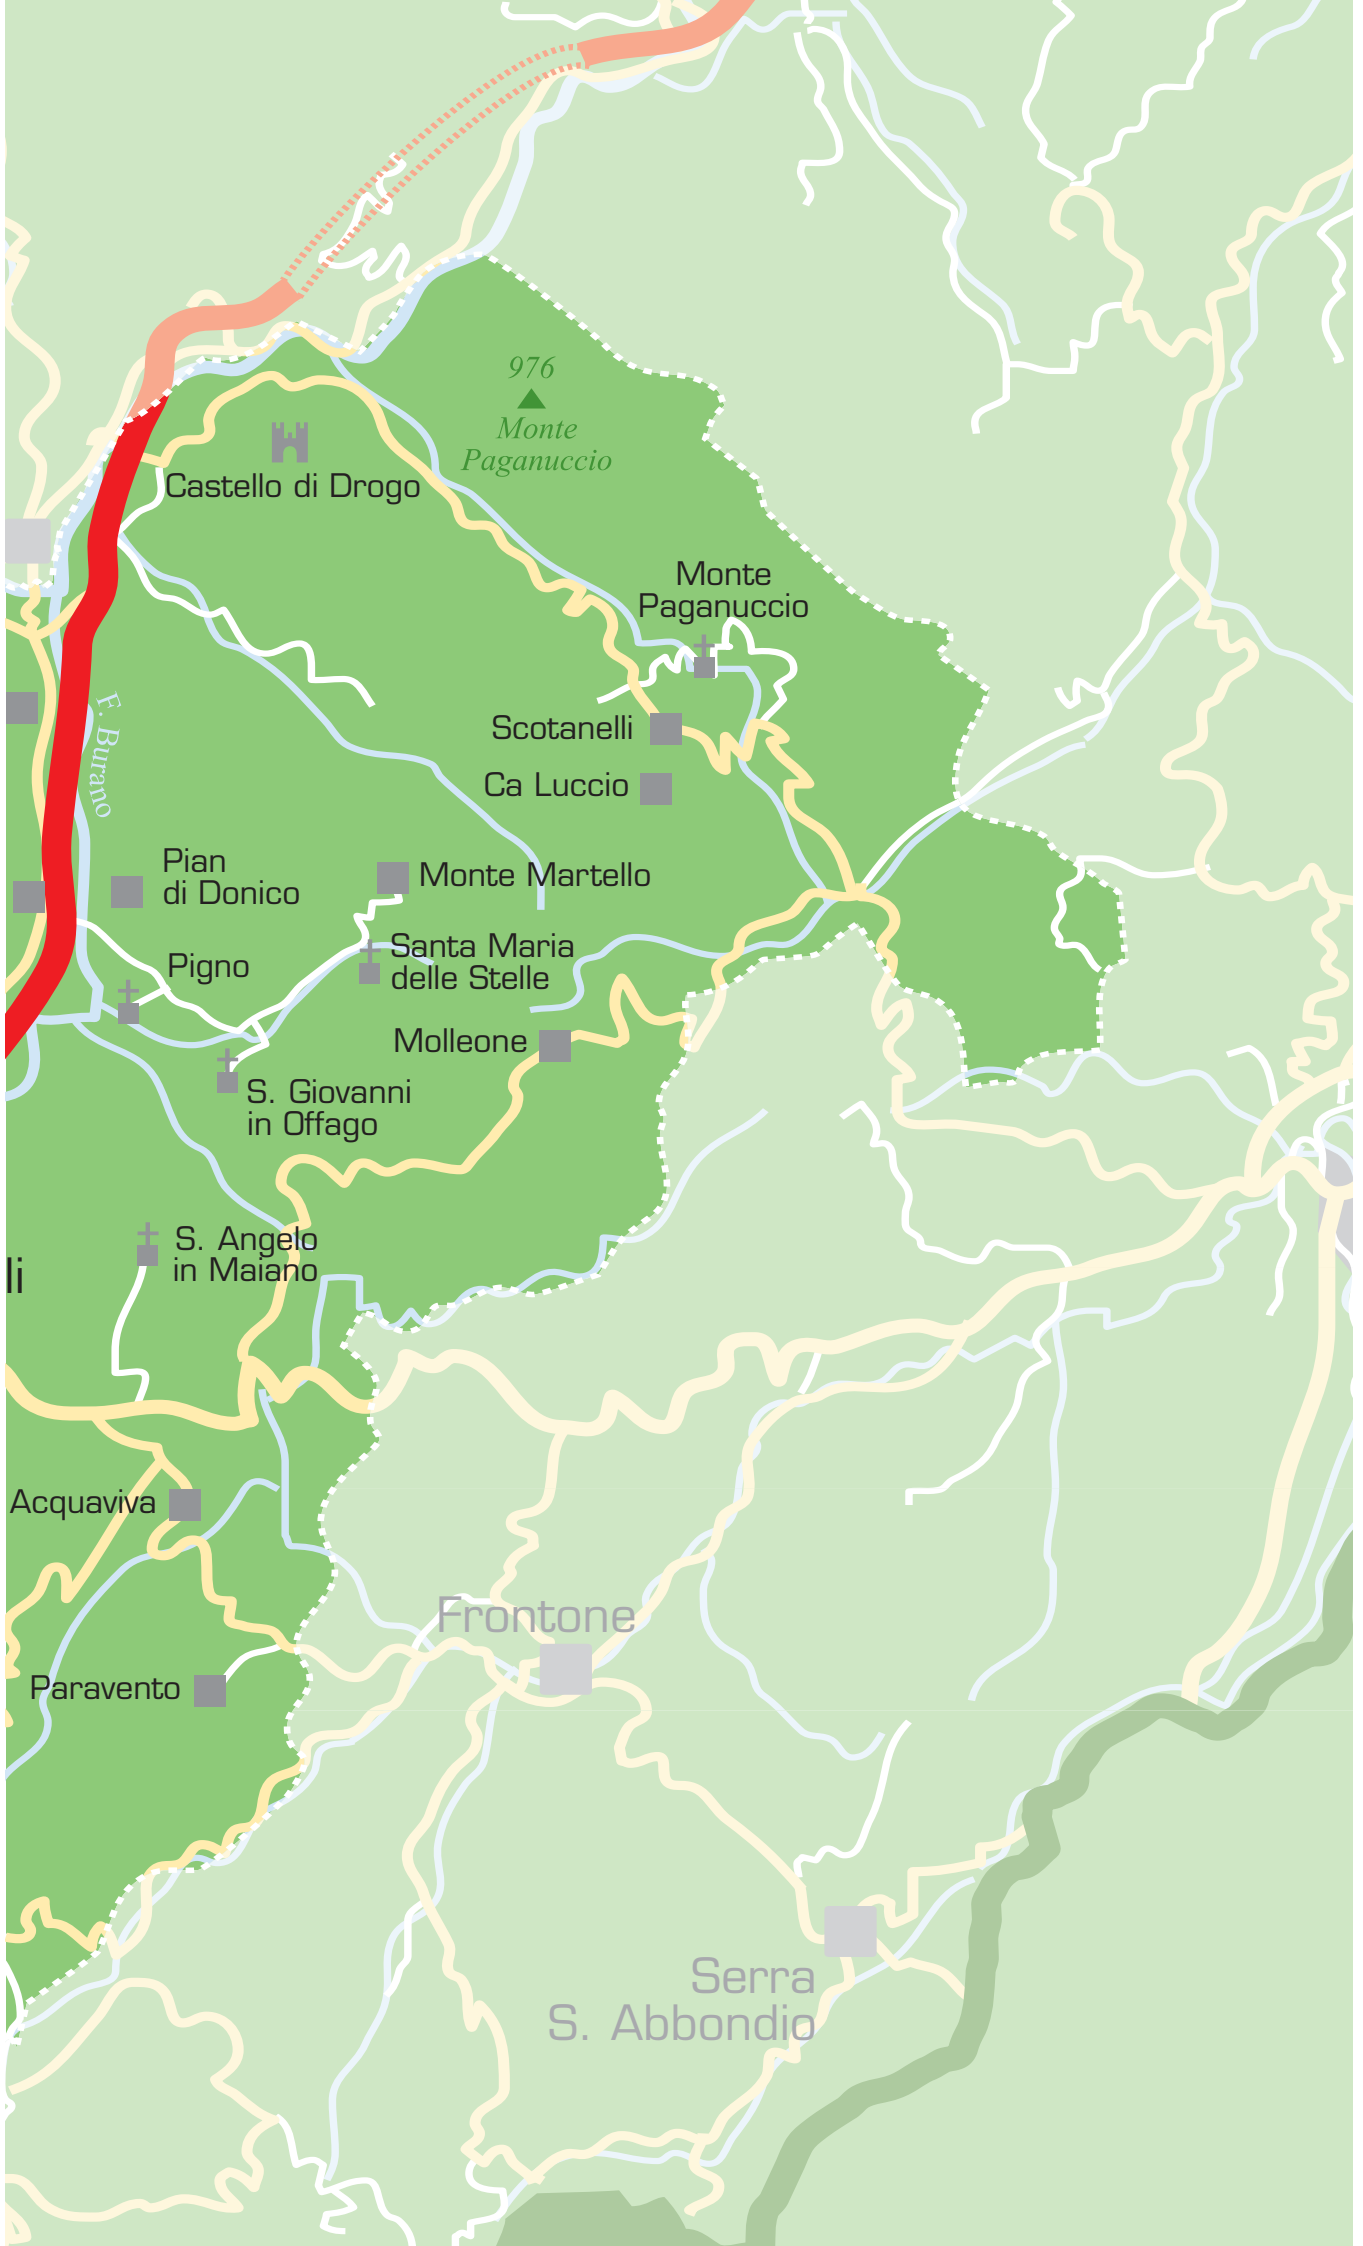 976
Monte
Paganuccio
Castello di Drogo
Monte
Paganuccio
F. Burano
Scotanelli
Ca Luccio
Pian
di Donico
Monte Martello
Pigno
Santa Maria
delle Stelle
Molleone
S. Giovanni
in Offago
S. Angelo
in Maiano
li
Acquaviva
Frontone
Paravento
Serra
S. Abbondio